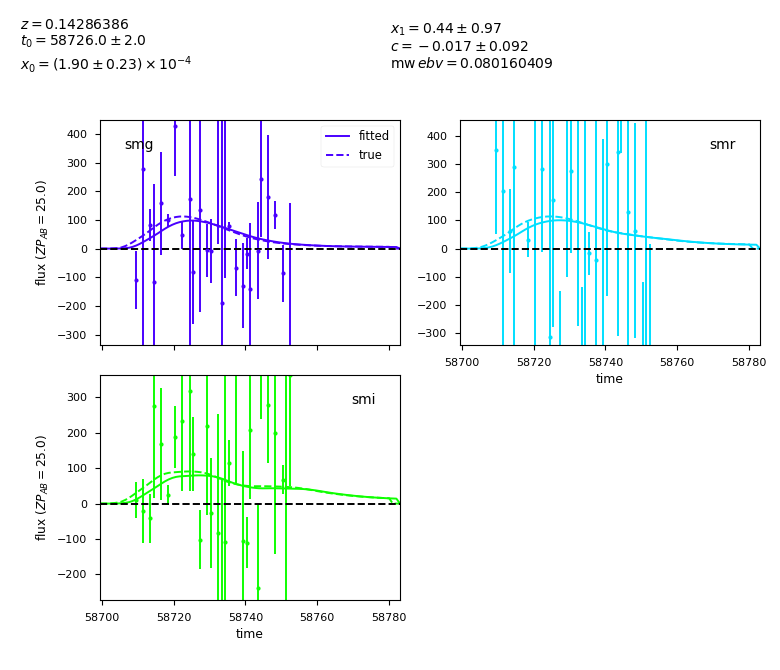 z = 0.14286386
t₀ = 58726.0 ± 2.0
x₀ = (1.90 ± 0.23) × 10⁻⁴
x₁ = 0.44 ± 0.97
c = −0.017 ± 0.092
mw ebv = 0.080160409
smg
fitted
true
400
300
200
100
0
−100
−200
−300
flux (ZP_AB = 25.0)
smr
400
300
200
100
0
−100
−200
−300
58700
58720
58740
58760
58780
time
smi
300
200
100
0
−100
−200
flux (ZP_AB = 25.0)
58700
58720
58740
58760
58780
time